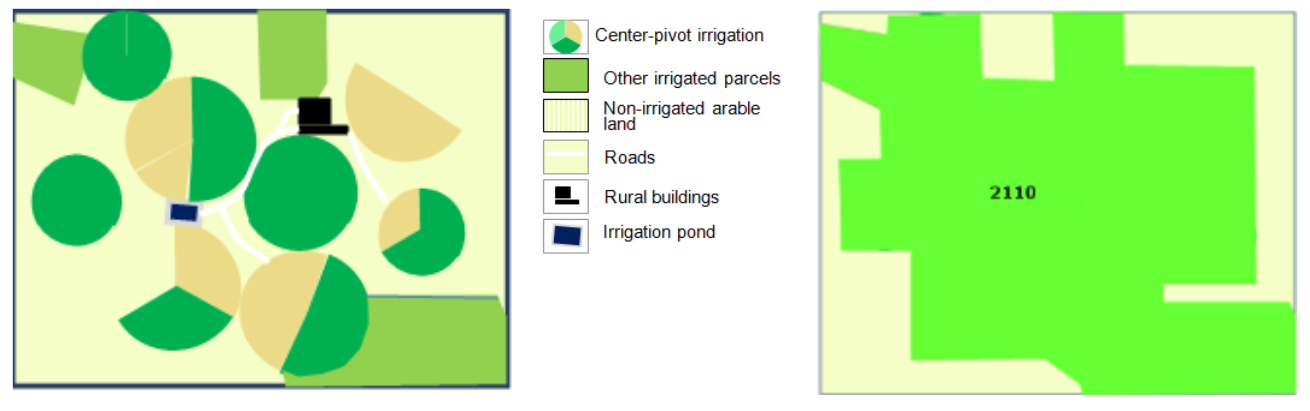 Center-pivot irrigation
Other irrigated parcels
Non-irrigated arable
land
Roads
Rural buildings
Irrigation pond
2110